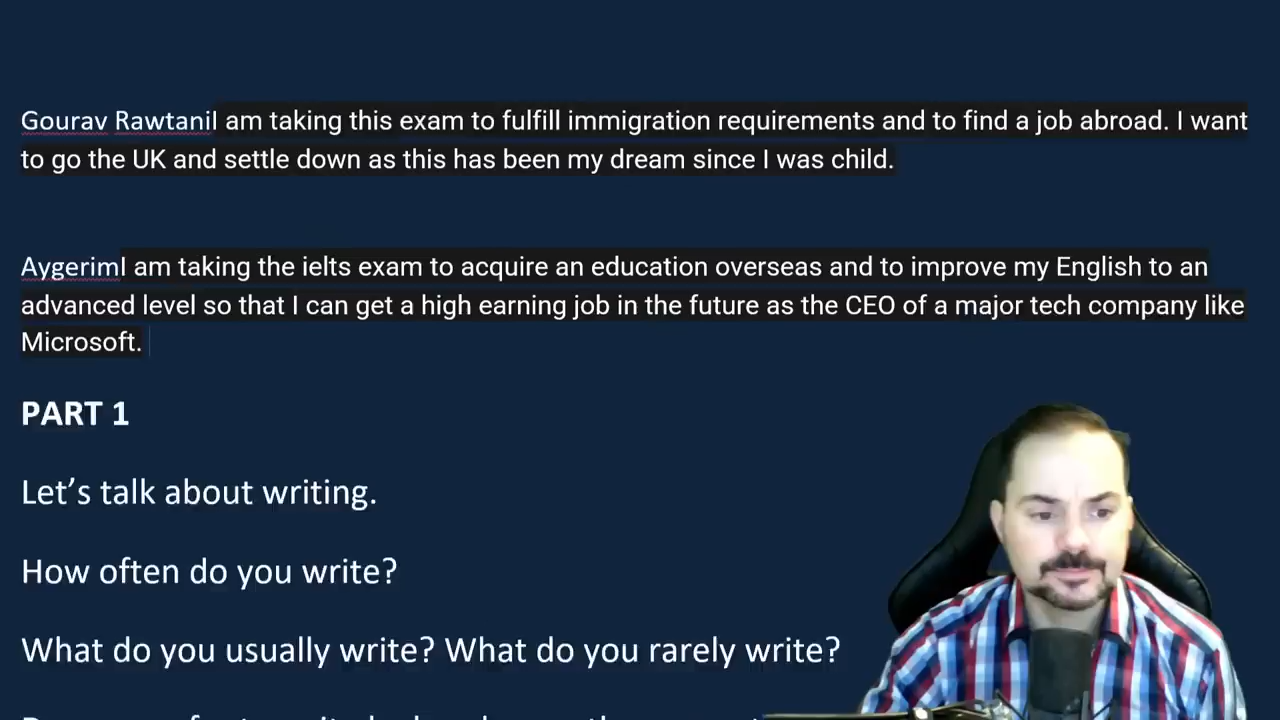 Gourav RawtaniI am taking this exam to fulfill immigration requirements and to find a job abroad. I want
to go the UK and settle down as this has been my dream since I was child.
AygerimI am taking the ielts exam to acquire an education overseas and to improve my English to an
advanced level so that I can get a high earning job in the future as the CEO of a major tech company like
Microsoft.
PART 1
Let's talk about writing.
How often do you write?
What do you usually write? What do you rarely write?